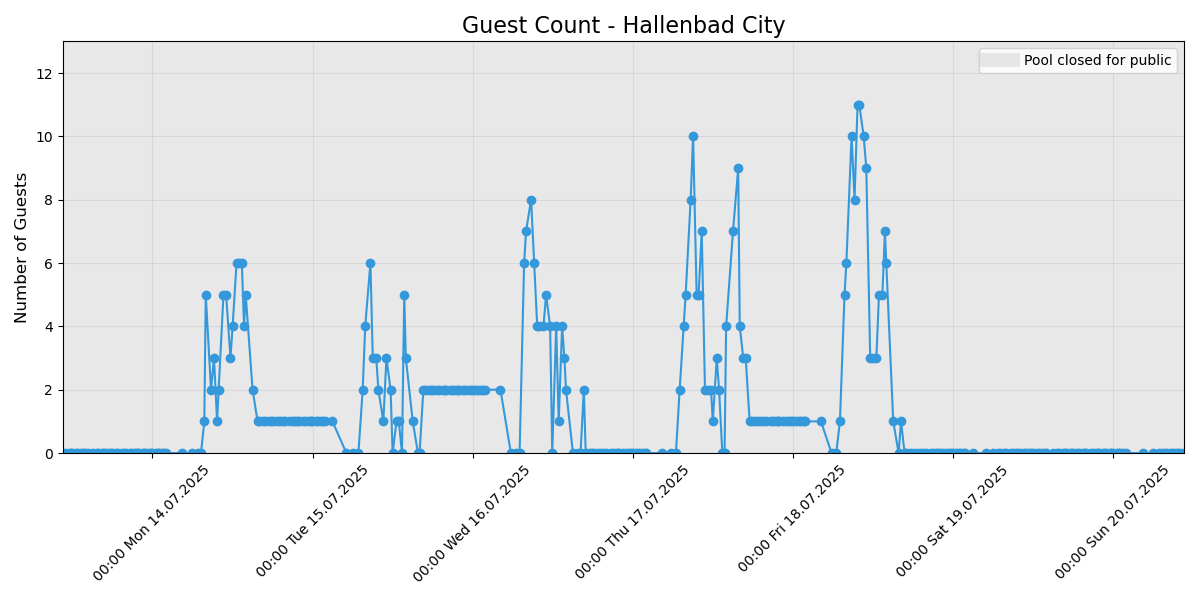 Guest Count - Hallenbad City
Pool closed for public
Number of Guests
12
10
8
6
4
2
0
00:00 Mon 14.07.2025
00:00 Tue 15.07.2025
00:00 Wed 16.07.2025
00:00 Thu 17.07.2025
00:00 Fri 18.07.2025
00:00 Sat 19.07.2025
00:00 Sun 20.07.2025